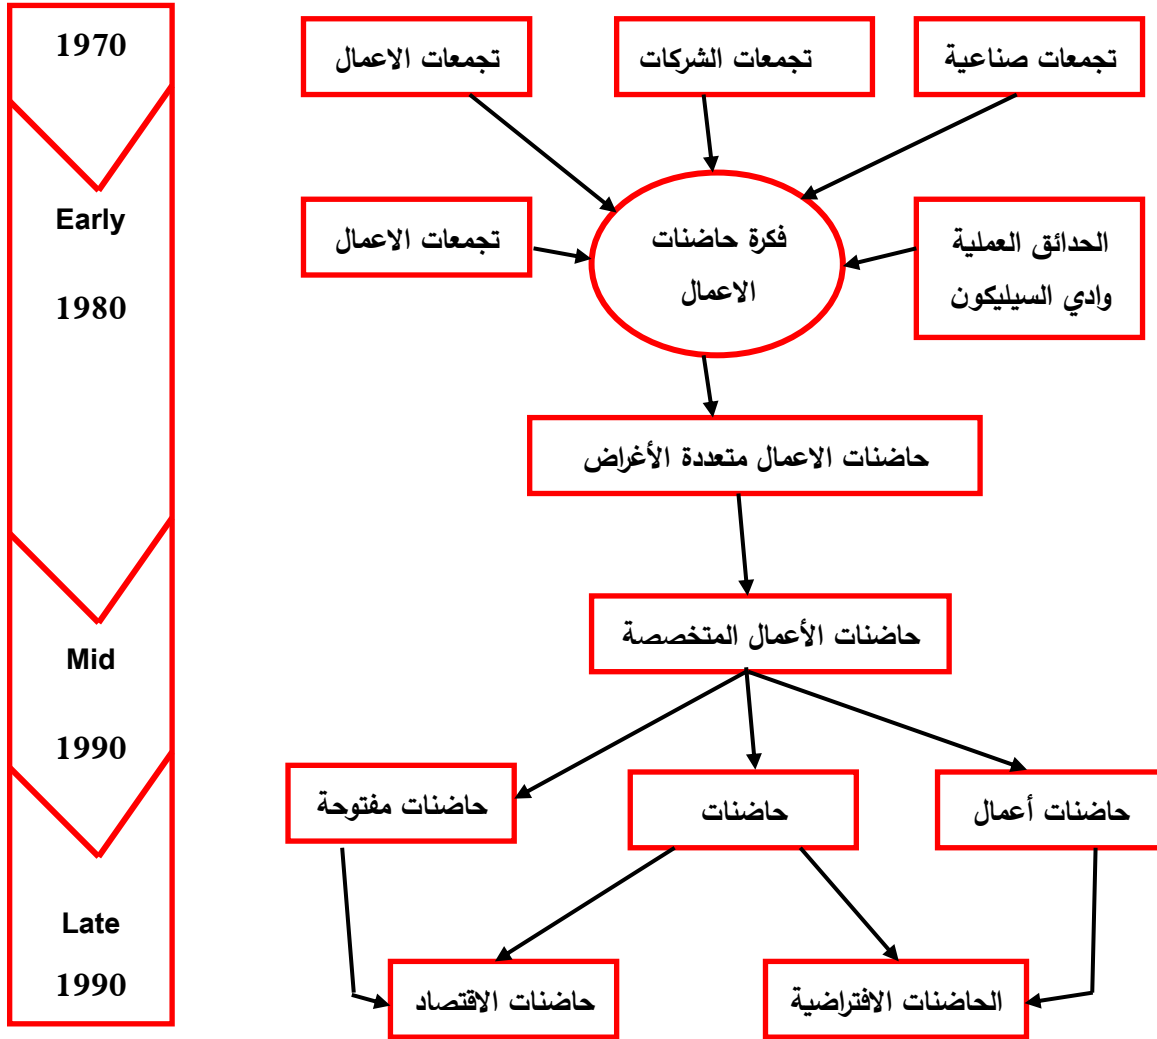 1970
Early
1980
Mid
1990
Late
1990
تجمعات صناعية
تجمعات الشركات
تجمعات الاعمال
الحدائق العملية
وادي السيليكون
فكرة حاضنات
الاعمال
تجمعات الاعمال
حاضنات الاعمال متعددة الأغراض
حاضنات الأعمال المتخصصة
حاضنات أعمال
حاضنات
حاضنات مفتوحة
الحاضنات الافتراضية
حاضنات الاقتصاد